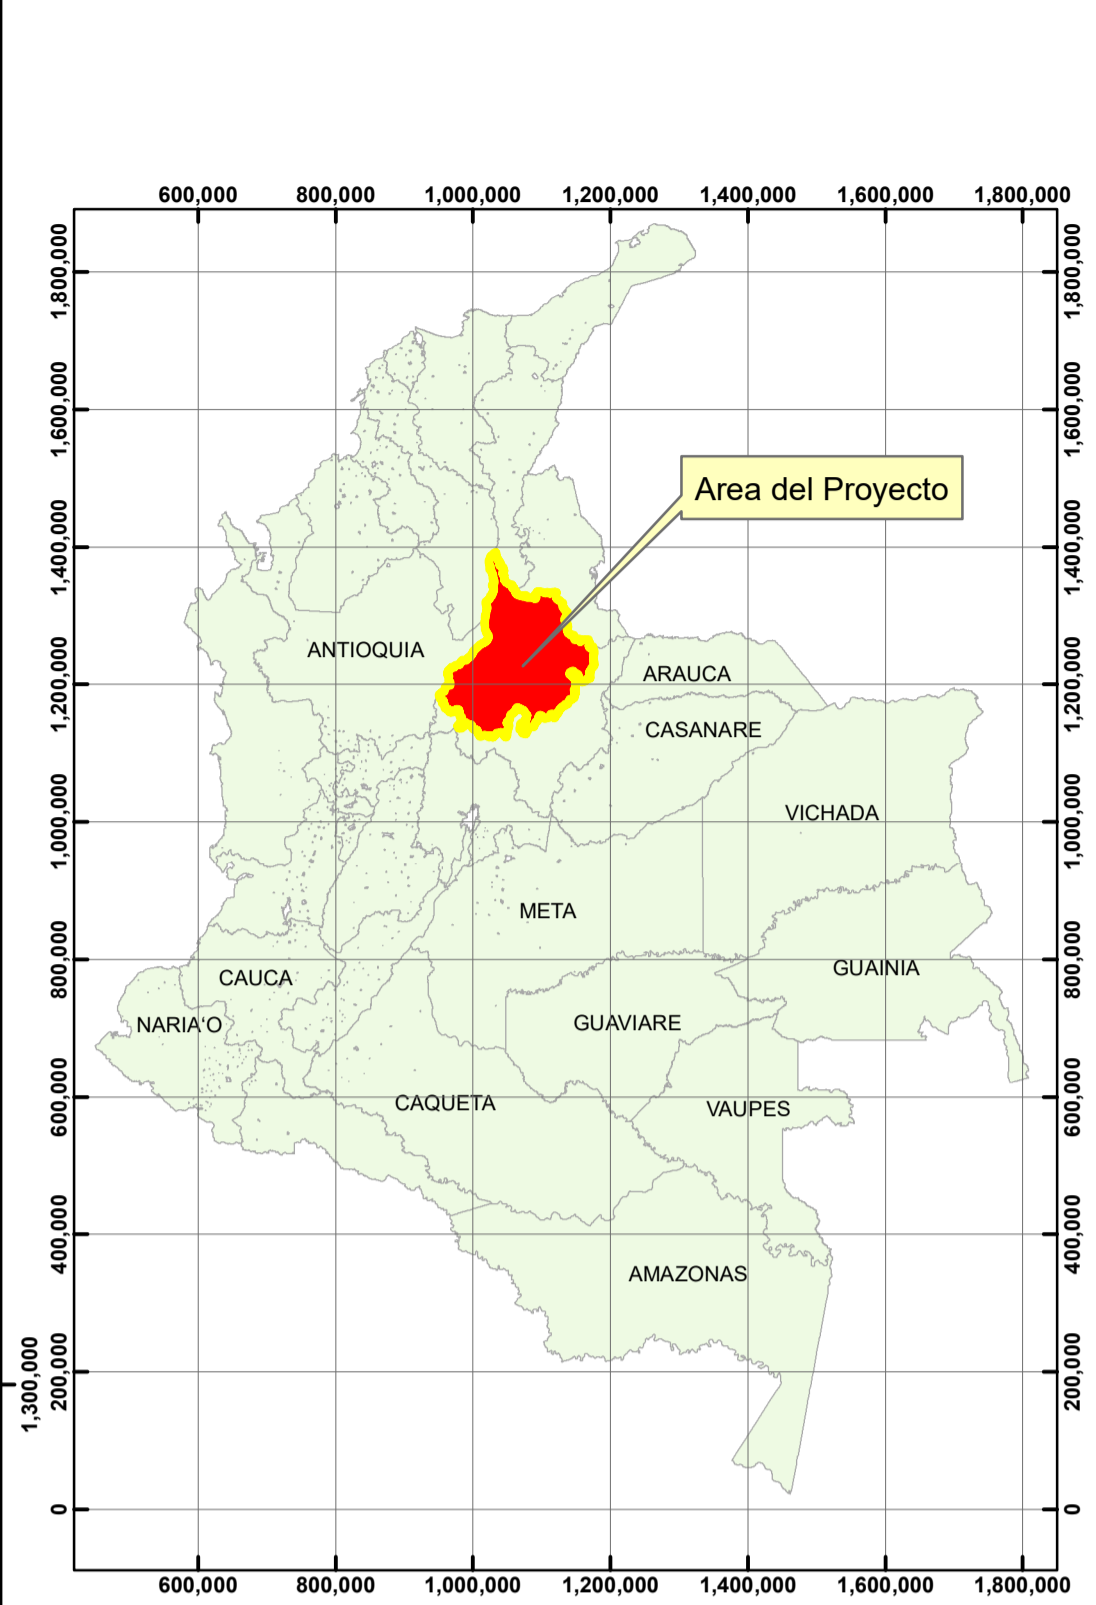 600,000 800,000 1,000,000 1,200,000 1,400,000 1,600,000 1,800,000
1,800,000 1,800,000
1,600,000 1,600,000
Area del Proyecto
1,400,000 1,400,000
ANTIOQUIA
ARAUCA
1,200,000 1,200,000
CASANARE
VICHADA
1,000,000 1,000,000
META
GUAINIA
800,000 800,000
CAUCA
NARIA‘O
GUAVIARE
CAQUETA
VAUPES
600,000 600,000
400,000 400,000
AMAZONAS
200,000 200,000
1,300,000
0 0
600,000 800,000 1,000,000 1,200,000 1,400,000 1,600,000 1,800,000